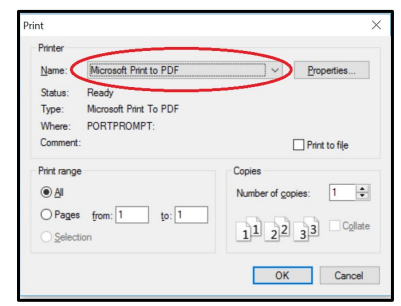 Print
Printer
Name: Microsoft Print to PDF Properties...
Status: Ready
Type: Microsoft Print To PDF
Where: PORTPROMPT:
Comment: Print to file
Print range
All
Pages from: 1 to: 1
Selection
Copies
Number of copies: 1
1 1 2 2 3 3 Collate
OK Cancel